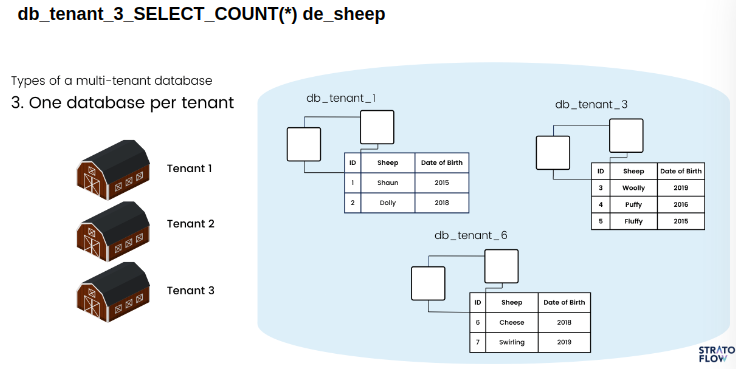 db_tenant_3_SELECT_COUNT(*) de_sheep
Types of a multi-tenant database
3. One database per tenant
Tenant 1
Tenant 2
Tenant 3
db_tenant_1
ID Sheep Date of Birth
1 Shaun 2015
2 Dolly 2018
db_tenant_3
ID Sheep Date of Birth
3 Woolly 2019
4 Puffy 2016
5 Fluffy 2015
db_tenant_6
ID Sheep Date of Birth
6 Cheese 2018
7 Swirling 2019
STRATO
FLOW